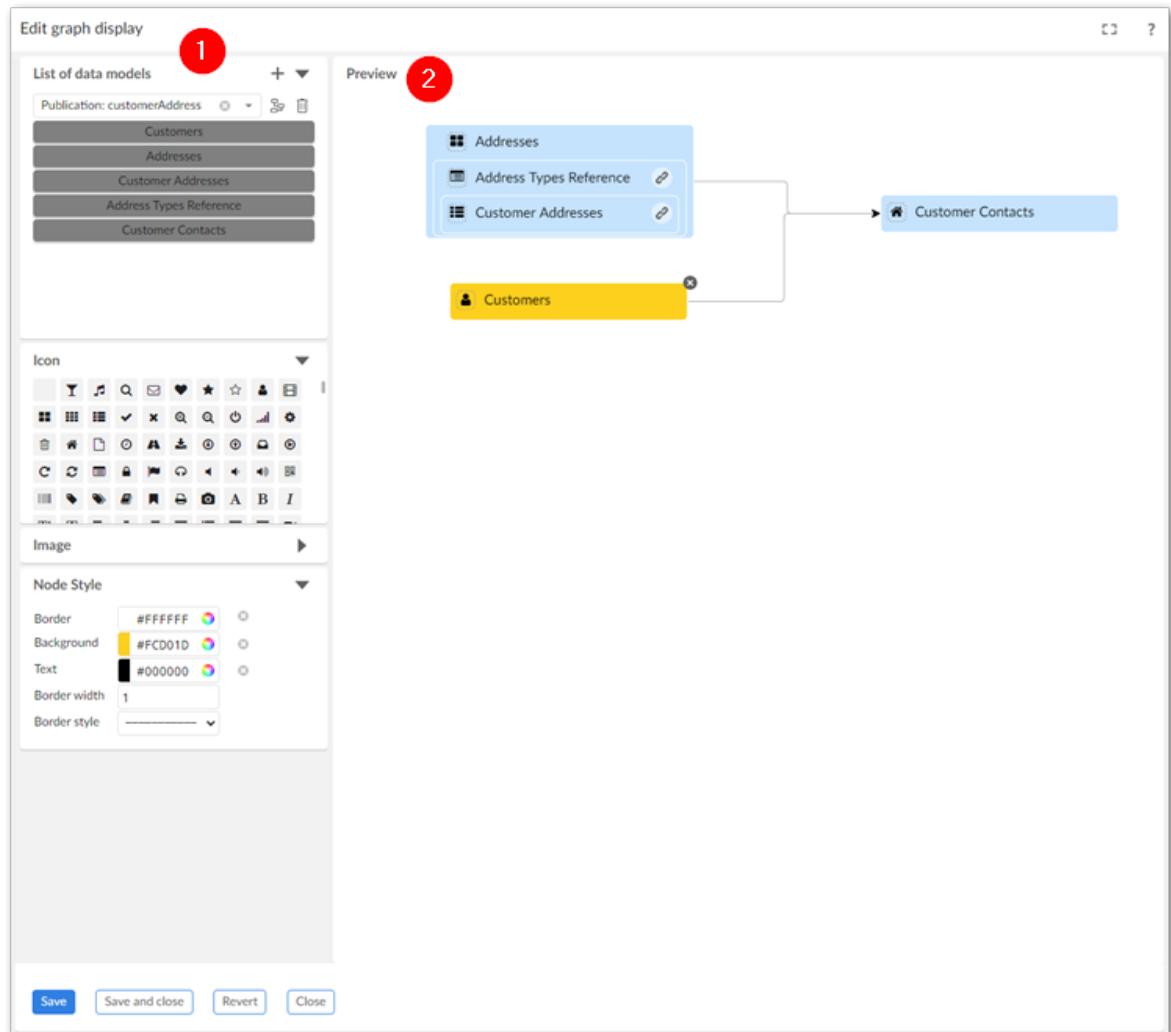 Edit graph display
?
1
List of data models
+
Publication: customerAddress
Customers
Addresses
Customer Addresses
Address Types Reference
Customer Contacts
Icon
A B I
Image
Node Style
Border #FFFFFF
Background #FCD01D
Text #000000
Border width 1
Border style
Preview
2
Addresses
Address Types Reference
Customer Addresses
Customers
Customer Contacts
Save Save and close Revert Close